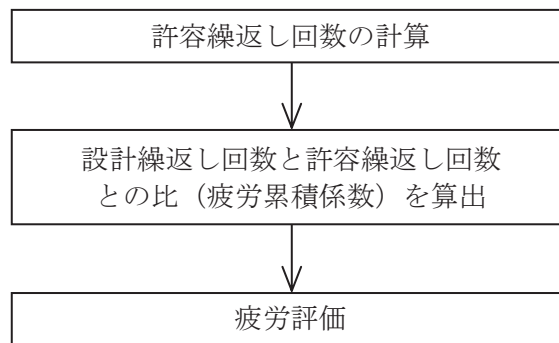 許容繰返し回数の計算
設計繰返し回数と許容繰返し回数
との比（疲労累積係数）を算出
疲労評価